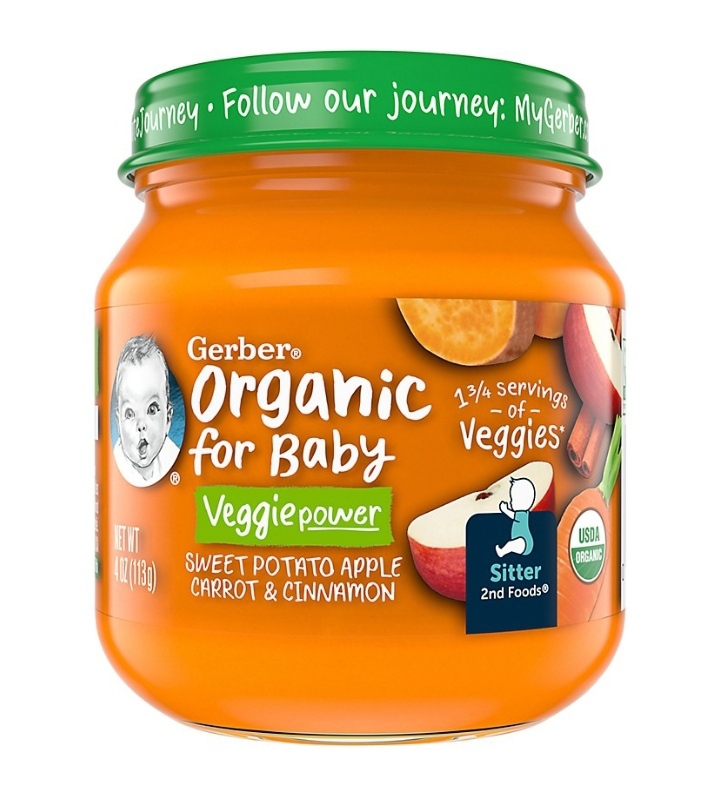 Journey • Follow our journey: MyGerber.
Gerber®
Organic
for Baby
®
Veggiepower
SWEET POTATO APPLE
CARROT & CINNAMON
NET WT
4 OZ (113g)
1 3/4 servings
- of -
Veggies*
USDA
ORGANIC
Sitter
2nd Foods®